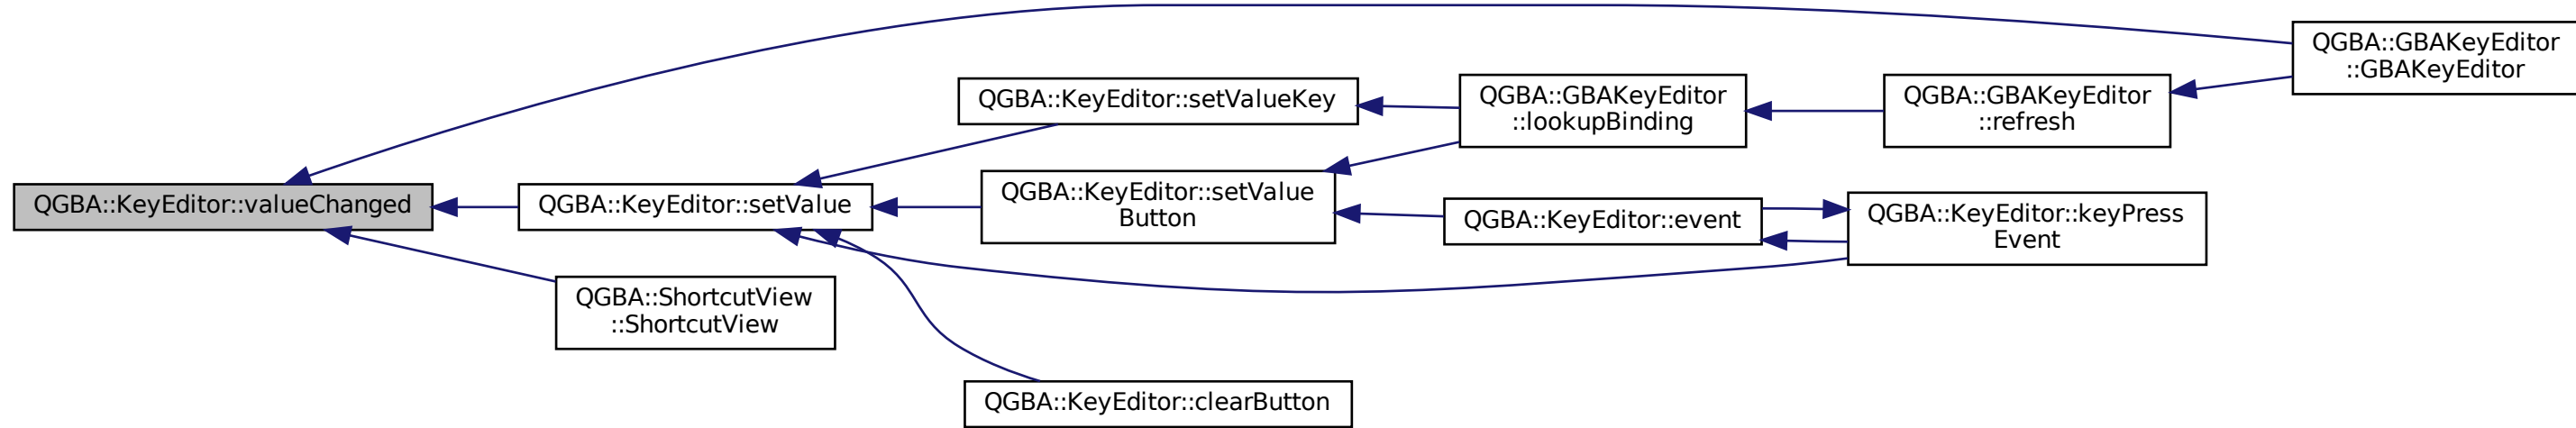 QGBA::KeyEditor::valueChanged
QGBA::KeyEditor::setValue
QGBA::ShortcutView
::ShortcutView
QGBA::KeyEditor::setValueKey
QGBA::KeyEditor::setValue
Button
QGBA::KeyEditor::clearButton
QGBA::GBAKeyEditor
::lookupBinding
QGBA::KeyEditor::event
QGBA::GBAKeyEditor
::refresh
QGBA::KeyEditor::keyPress
Event
QGBA::GBAKeyEditor
::GBAKeyEditor